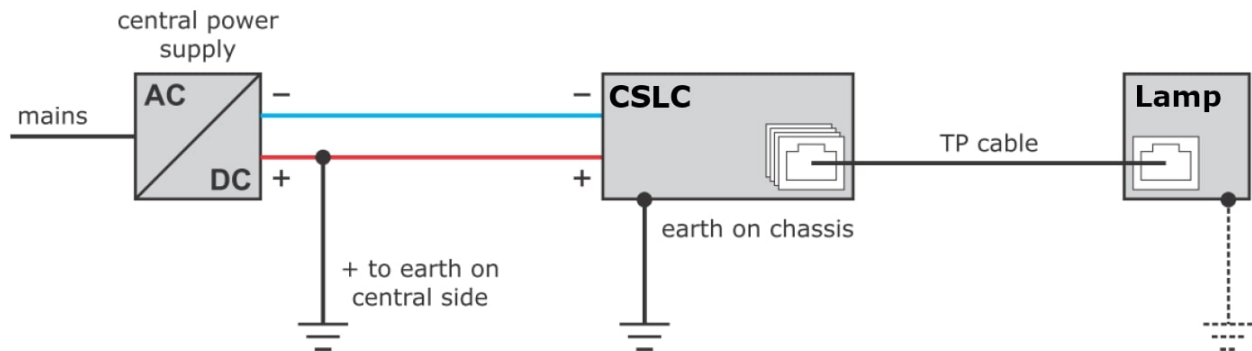 central power
supply
mains
AC
DC
−
+
−
+
CSLC
TP cable
Lamp
earth on chassis
+ to earth on
central side